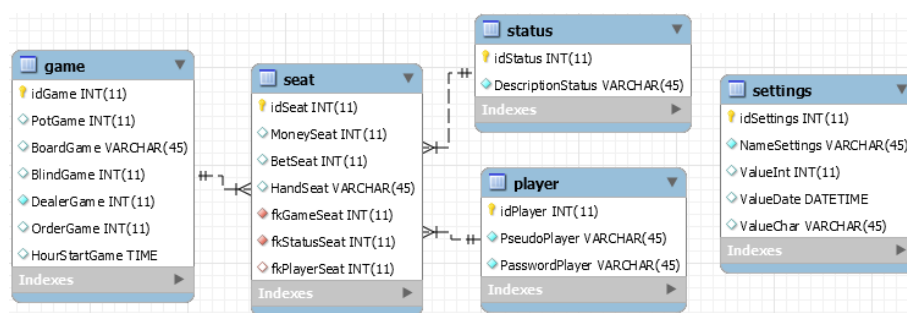 game
idGame INT(11)
PotGame INT(11)
BoardGame VARCHAR(45)
BlindGame INT(11)
DealerGame INT(11)
OrderGame INT(11)
HourStartGame TIME
Indexes
seat
idSeat INT(11)
MoneySeat INT(11)
BetSeat INT(11)
HandSeat VARCHAR(45)
fkGameSeat INT(11)
fkStatusSeat INT(11)
fkPlayerSeat INT(11)
Indexes
status
idStatus INT(11)
DescriptionStatus VARCHAR(45)
Indexes
player
idPlayer INT(11)
PseudoPlayer VARCHAR(45)
PasswordPlayer VARCHAR(45)
Indexes
settings
idSettings INT(11)
NameSettings VARCHAR(45)
ValueInt INT(11)
ValueDate DATETIME
ValueChar VARCHAR(45)
Indexes